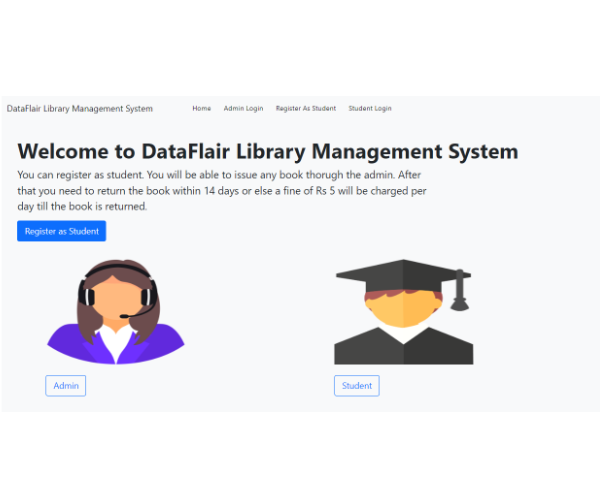 DataFlair Library Management System Home Admin Login Register As Student Student Login
Welcome to DataFlair Library Management System
You can register as student. You will be able to issue any book thorugh the admin. After
that you need to return the book within 14 days or else a fine of Rs 5 will be charged per
day till the book is returned.
Register as Student
Admin Student